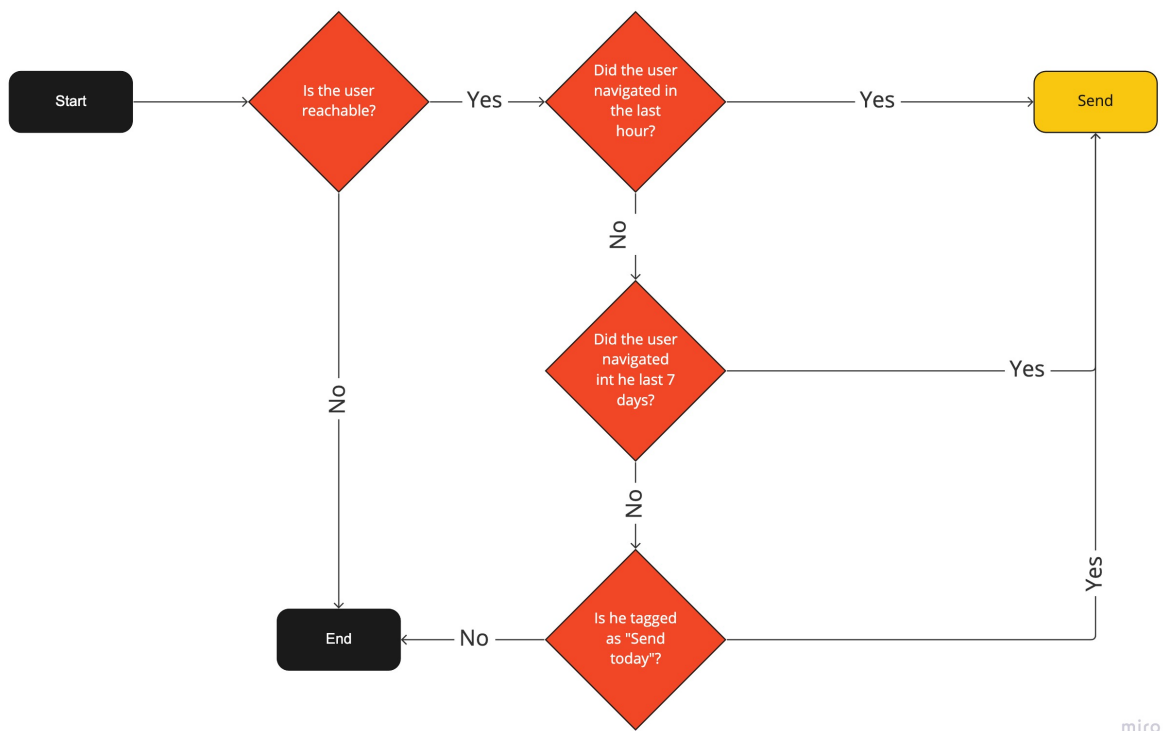 Start
Is the user
reachable?
Yes
Did the user
navigated in
the last
hour?
Yes
Send
No
No
Did the user
navigated
int he last 7
days?
Yes
No
Is he tagged
as "Send
today"?
Yes
No
End
miro